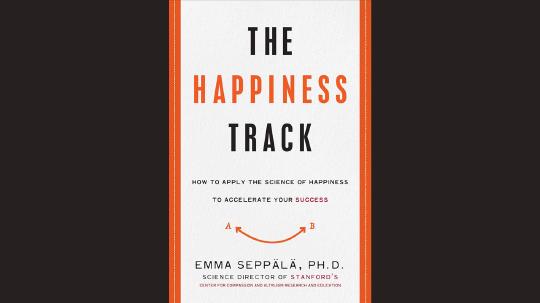 THE
HAPPINESS
TRACK
HOW TO APPLY THE SCIENCE OF HAPPINESS
TO ACCELERATE YOUR SUCCESS
A B
EMMA SEPPÄLÄ, PH.D.
SCIENCE DIRECTOR OF STANFORD'S
CENTER FOR COMPASSION AND ALTRUISM RESEARCH AND EDUCATION